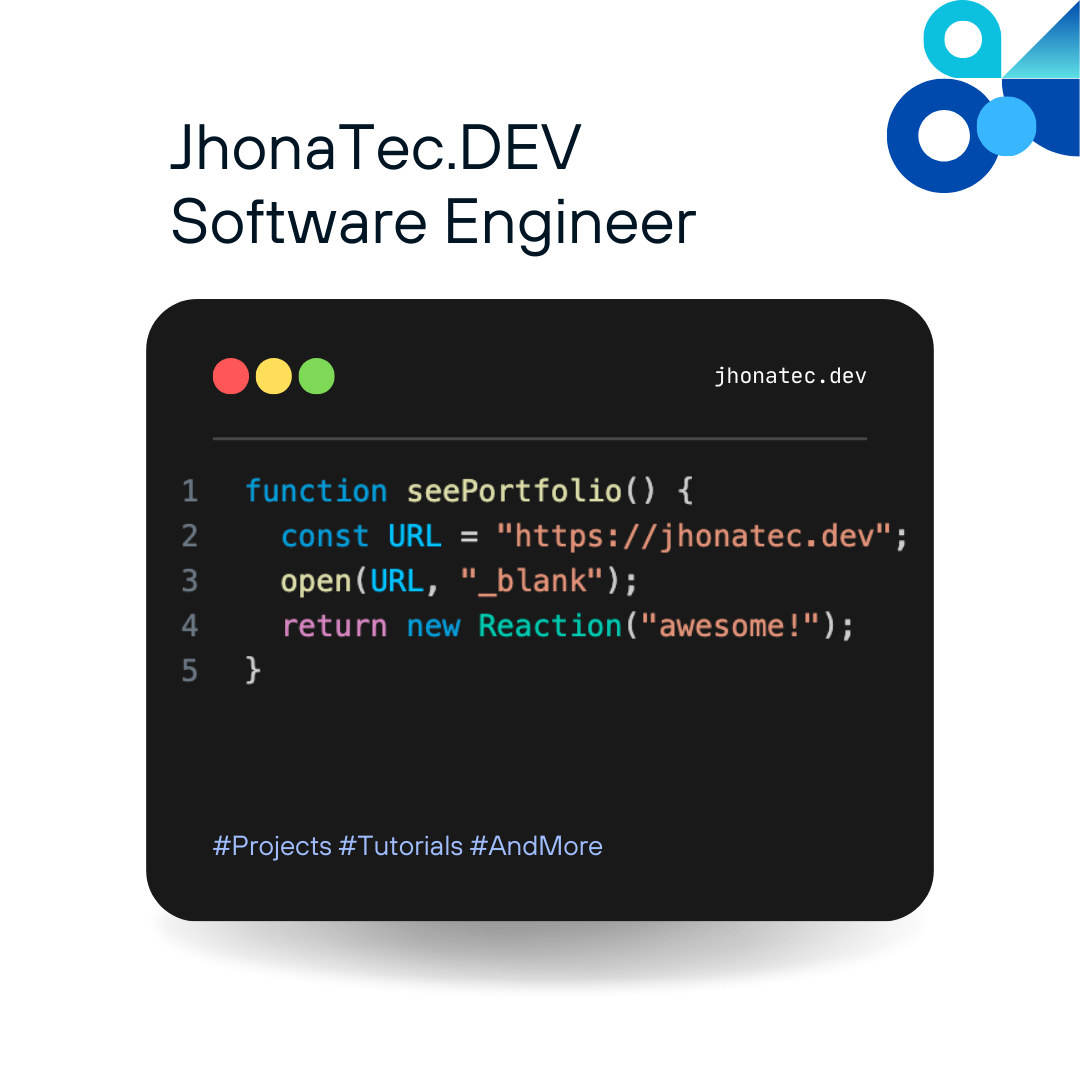 JhonaTec.DEV
Software Engineer
jhonatec.dev
1 function seePortfolio() {
2   const URL = "https://jhonatec.dev";
3   open(URL, "_blank");
4   return new Reaction("awesome!");
5 }
#Projects #Tutorials #AndMore